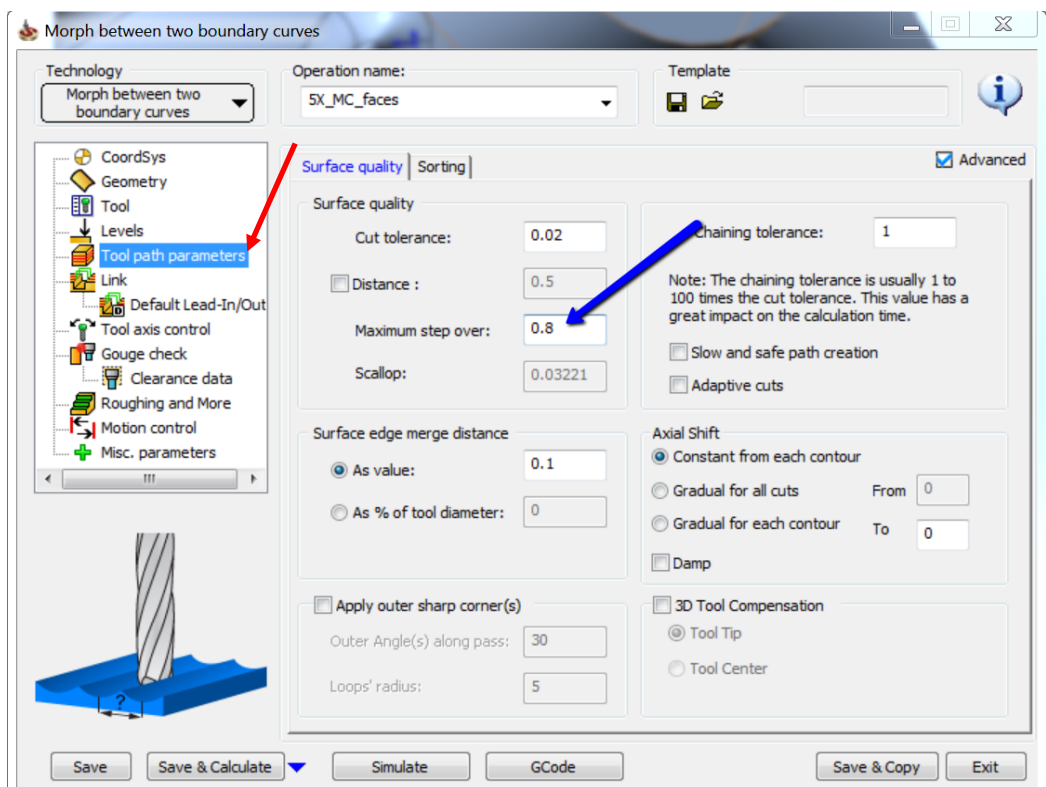 Morph between two boundary curves
Technology
Morph between two
boundary curves
Operation name:
5X_MC_faces
Template
CoordSys
Geometry
Tool
Levels
Tool path parameters
Link
Default Lead-In/Out
Tool axis control
Gouge check
Clearance data
Roughing and More
Motion control
Misc. parameters
Surface quality
Sorting
Advanced
Surface quality
Cut tolerance:
0.02
Distance :
0.5
Maximum step over:
0.8
Scallop:
0.03221
Chaining tolerance:
1
Note: The chaining tolerance is usually 1 to
100 times the cut tolerance. This value has a
great impact on the calculation time.
Slow and safe path creation
Adaptive cuts
Surface edge merge distance
As value:
0.1
As % of tool diameter:
0
Axial Shift
Constant from each contour
Gradual for all cuts
From
0
Gradual for each contour
To
0
Damp
Apply outer sharp corner(s)
Outer Angle(s) along pass:
30
Loops' radius:
5
3D Tool Compensation
Tool Tip
Tool Center
?
Save
Save & Calculate
Simulate
GCode
Save & Copy
Exit